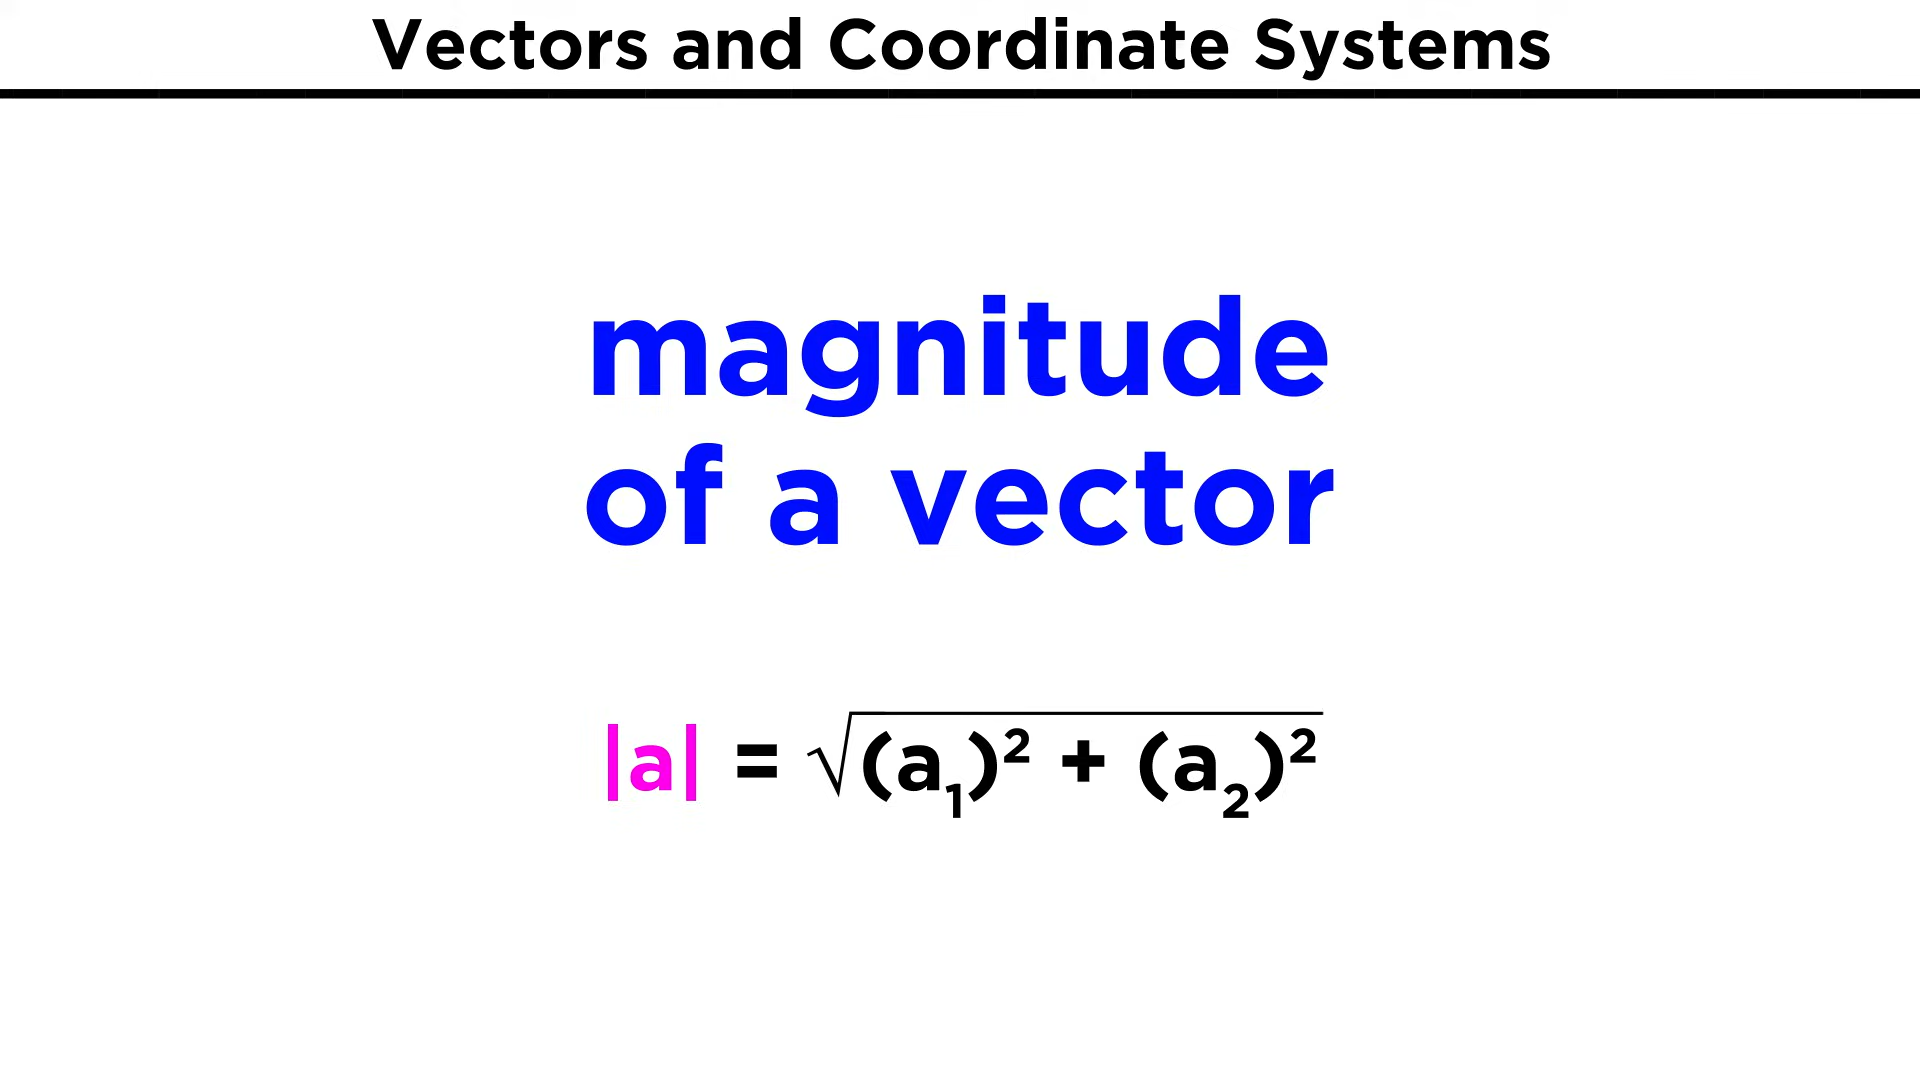 Vectors and Coordinate Systems
magnitude
of a vector
|a| = √(a₁)² + (a₂)²